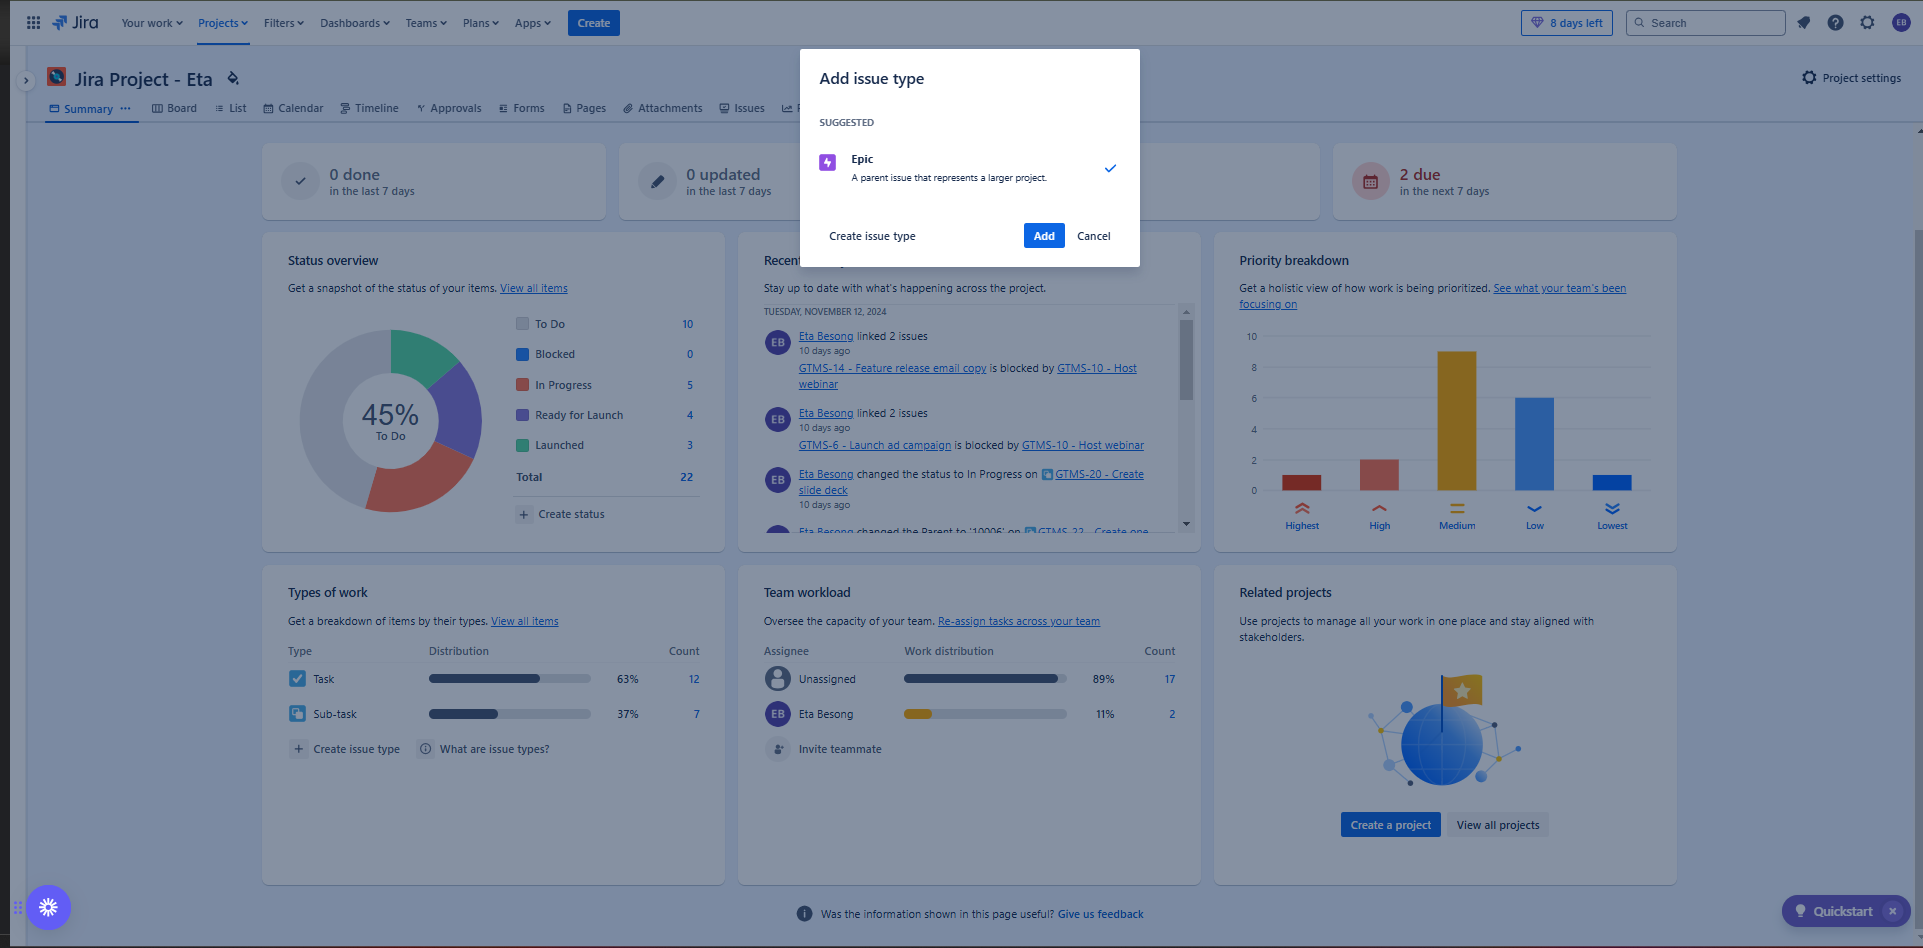 Jira
Your work
Projects
Filters
Dashboards
Teams
Plans
Apps
Create
8 days left
Search
EB
Jira Project - Eta
Project settings
Summary
Board
List
Calendar
Timeline
Approvals
Forms
Pages
Attachments
Issues
Add issue type
SUGGESTED
Epic
A parent issue that represents a larger project.
Create issue type
Add
Cancel
0 done
in the last 7 days
0 updated
in the last 7 days
2 due
in the next 7 days
Status overview
Get a snapshot of the status of your items. View all items
45%
To Do
To Do 10
Blocked 0
In Progress 5
Ready for Launch 4
Launched 3
Total 22
Create status
Recen
Stay up to date with what's happening across the project.
TUESDAY, NOVEMBER 12, 2024
EB
Eta Besong linked 2 issues
10 days ago
GTMS-14 - Feature release email copy is blocked by GTMS-10 - Host
webinar
EB
Eta Besong linked 2 issues
10 days ago
GTMS-6 - Launch ad campaign is blocked by GTMS-10 - Host webinar
EB
Eta Besong changed the status to In Progress on GTMS-20 - Create
slide deck
10 days ago
Eta Besong changed the Parent to '10006' on GTMS-22 - Create one
Priority breakdown
Get a holistic view of how work is being prioritized. See what your team's been
focusing on
10
8
6
4
2
0
Highest
High
Medium
Low
Lowest
Types of work
Get a breakdown of items by their types. View all items
Type Distribution Count
Task 63% 12
Sub-task 37% 7
Create issue type
What are issue types?
Team workload
Oversee the capacity of your team. Re-assign tasks across your team
Assignee Work distribution Count
Unassigned 89% 17
EB Eta Besong 11% 2
Invite teammate
Related projects
Use projects to manage all your work in one place and stay aligned with
stakeholders.
Create a project
View all projects
Was the information shown in this page useful? Give us feedback
Quickstart